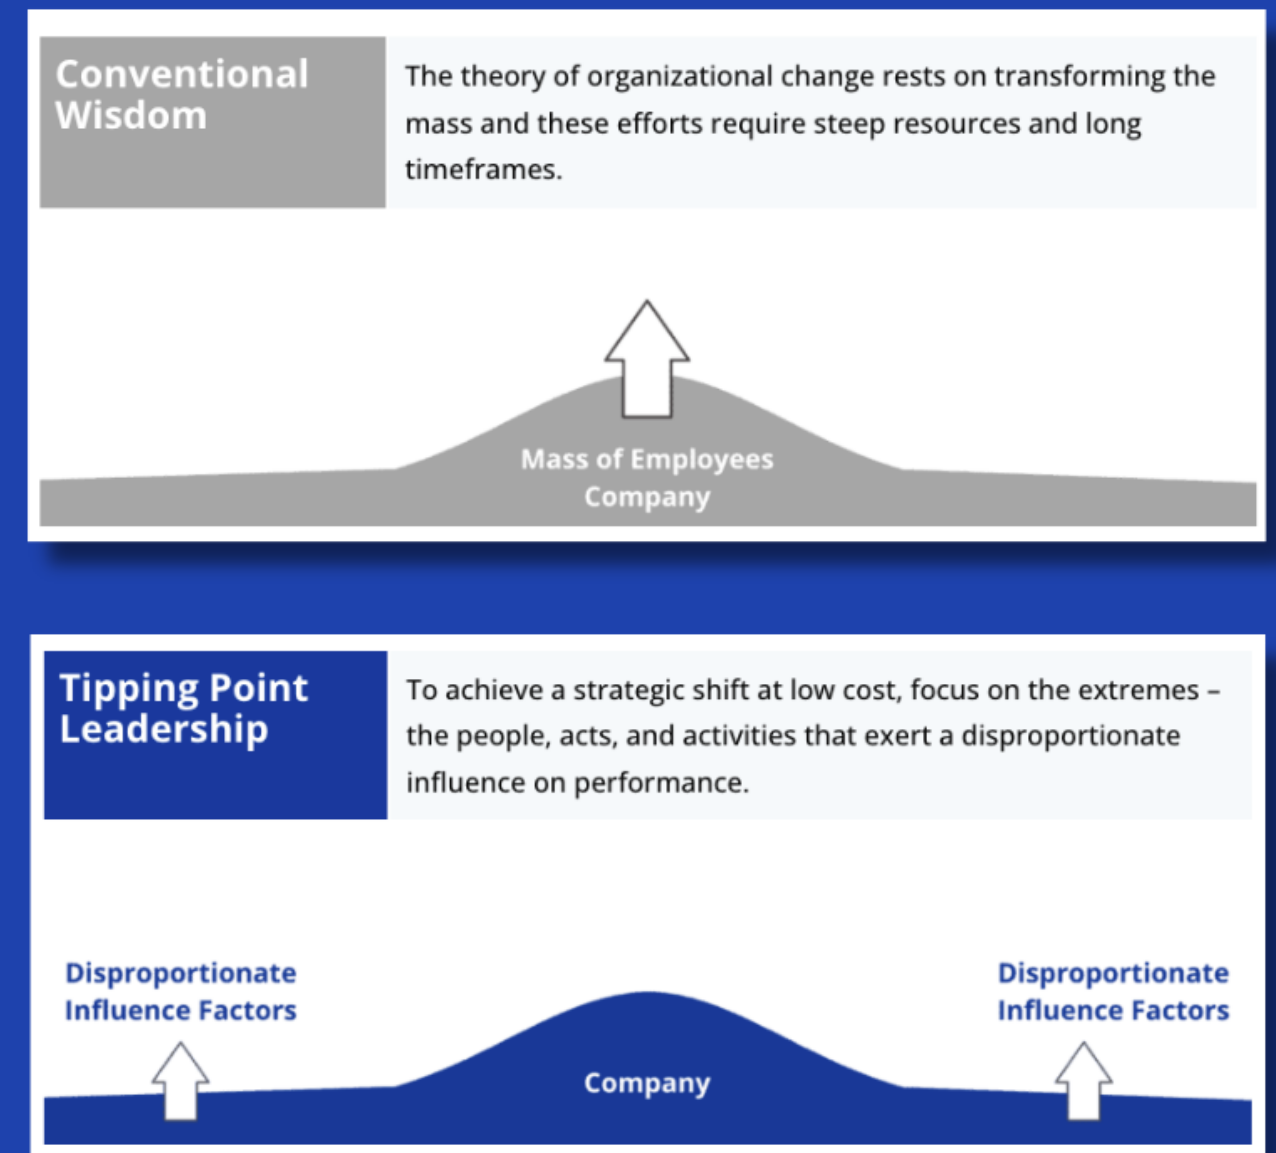 Conventional
Wisdom
The theory of organizational change rests on transforming the
mass and these efforts require steep resources and long
timeframes.
Mass of Employees
Company
Tipping Point
Leadership
To achieve a strategic shift at low cost, focus on the extremes –
the people, acts, and activities that exert a disproportionate
influence on performance.
Disproportionate
Influence Factors
Disproportionate
Influence Factors
Company